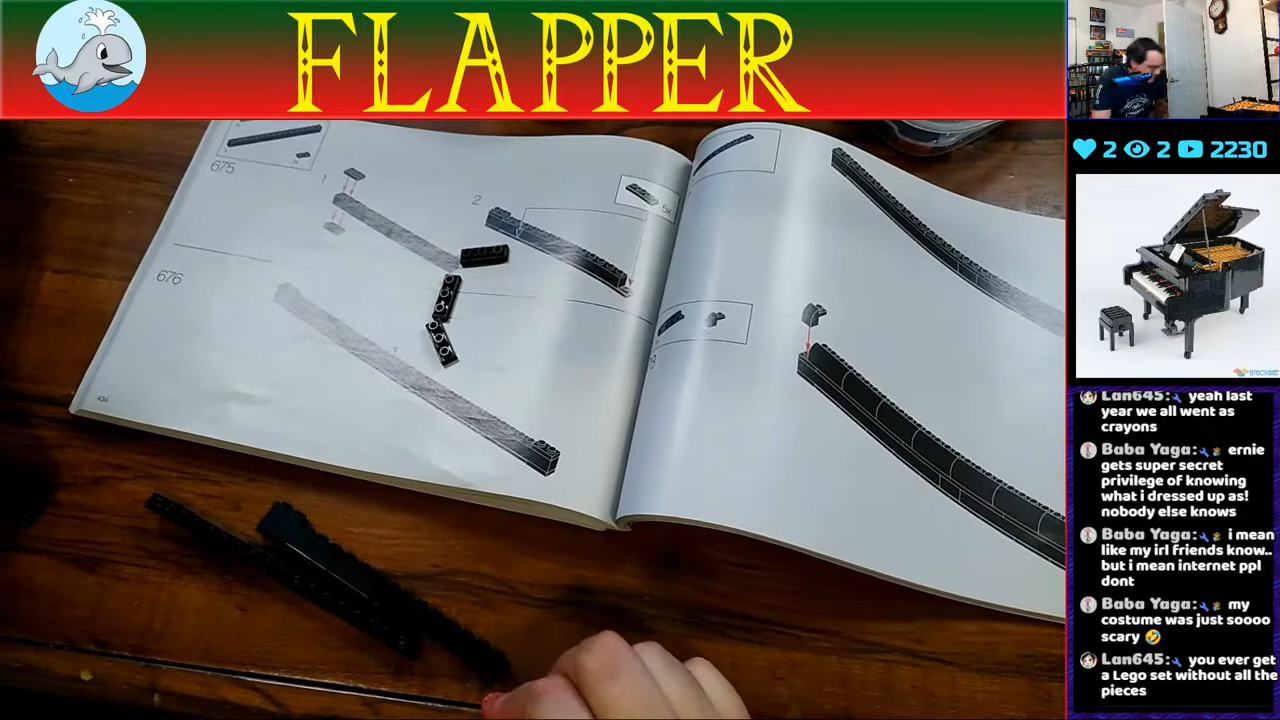 FLAPPER
2 2 2230
675
1
2
5x
676
434
BRICKSET
Lan645: yeah last
year we all went as
crayons
Baba Yaga: ernie
gets super secret
privilege of knowing
what i dressed up as!
nobody else knows
Baba Yaga: i mean
like my irl friends know..
but i mean internet ppl
dont
Baba Yaga: my
costume was just soooo
scary 🤣
Lan645: you ever get
a Lego set without all the
pieces